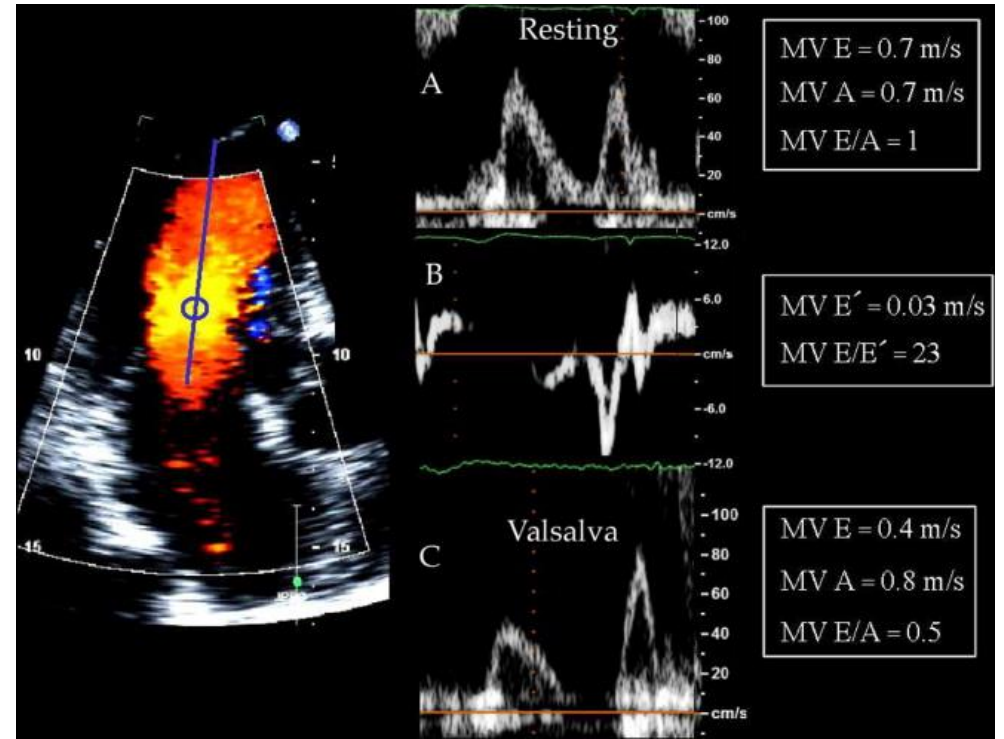 10
15
10
15
JPEG
Resting
A
-100
-80
-60
-40
-20
-cm/s
B
12.0
6.0
cm/s
-6.0
-12.0
Valsalva
C
-100
-80
-60
-40
-20
-cm/s
MV E = 0.7 m/s
MV A = 0.7 m/s
MV E/A = 1
MV E´ = 0.03 m/s
MV E/E´ = 23
MV E = 0.4 m/s
MV A = 0.8 m/s
MV E/A = 0.5